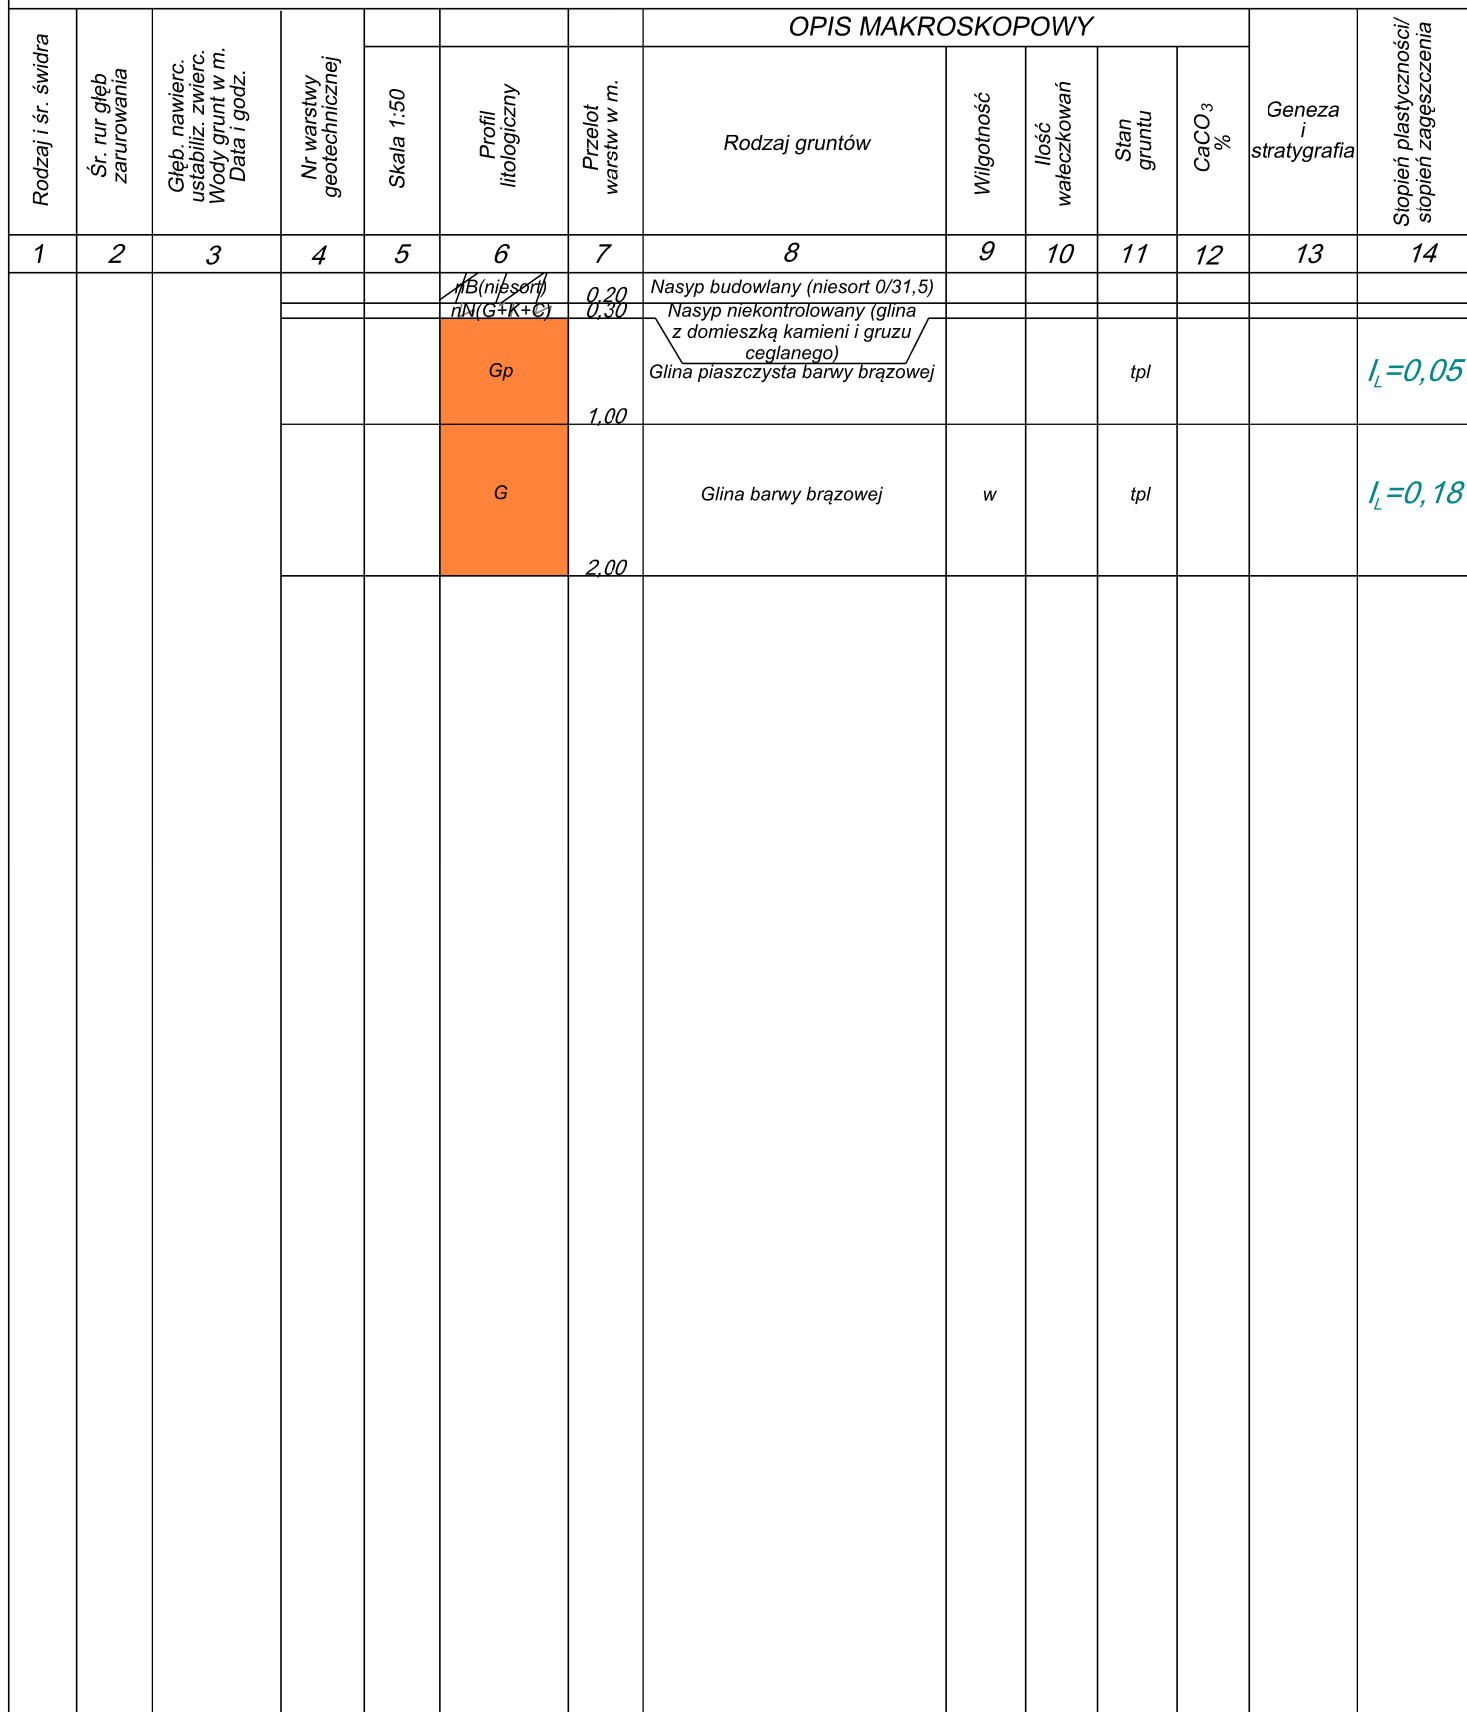 OPIS MAKROSKOPOWY
Rodzaj i śr. świdra
Śr. rur głęb
zarurowania
Głęb. nawierc.
ustabiliz. zwierc.
Wody grunt w m.
Data i godz.
Nr warstwy
geotechnicznej
Skala 1:50
Profil
litologiczny
Przelot
warstw w m.
Rodzaj gruntów
Wilgotność
Ilość
wałeczkowań
Stan
gruntu
CaCO₃
%
Geneza
i
stratygrafia
Stopień plastyczności/
stopień zagęszczenia
1 2 3 4 5 6 7 8 9 10 11 12 13 14
nB(niesort) 0,20 Nasyp budowlany (niesort 0/31,5)
nN(G+K+C) 0,30 Nasyp niekontrolowany (glina
z domieszką kamieni i gruzu
ceglanego)
Gp 1,00 Glina piaszczysta barwy brązowej tpl I_L=0,05
G 2,00 Glina barwy brązowej w tpl I_L=0,18